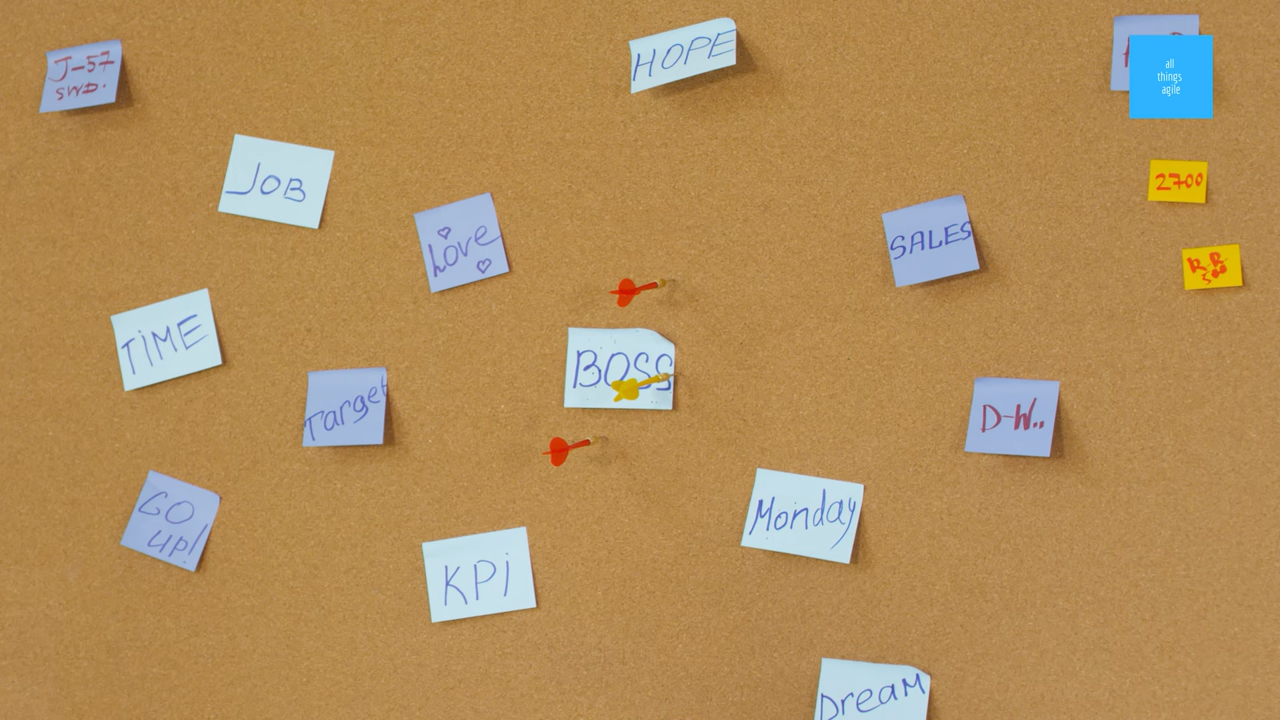 J-57
SWD.
HOPE
all
things
agile
JOB
2700
Love
SALES
TiME
BOSS
Target
D-W..
GO
UP!
Monday
KPi
Dream